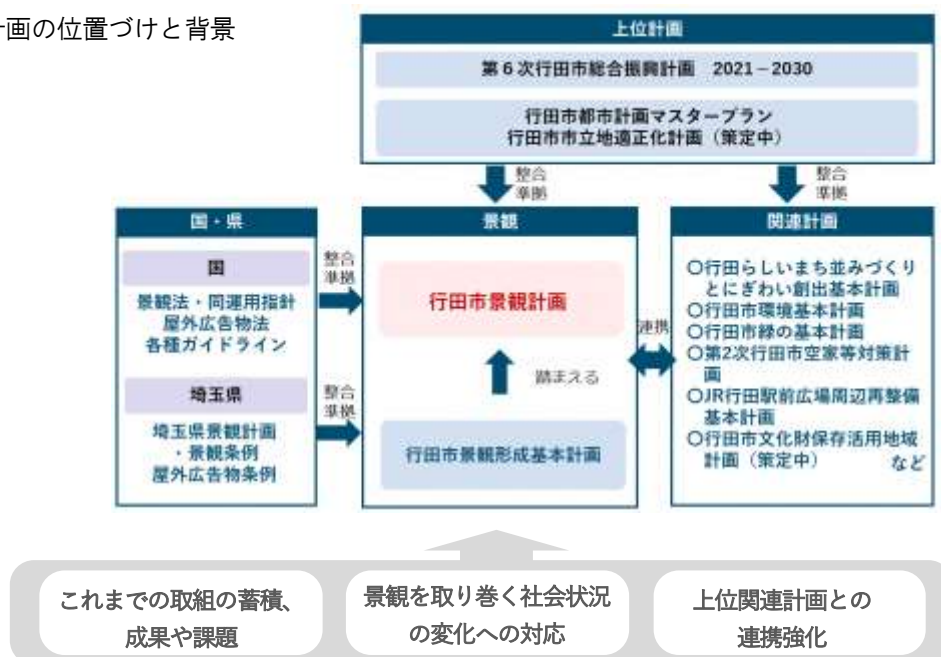 計画の位置づけと背景
上位計画
第6次行田市総合振興計画 2021－2030
行田市都市計画マスタープラン
行田市市立地適正化計画（策定中）
整合
準拠
整合
準拠
国・県
国
景観法・同運用指針
屋外広告物法
各種ガイドライン
埼玉県
埼玉県景観計画
・景観条例
屋外広告物条例
整合
準拠
整合
準拠
景観
行田市景観計画
踏まえる
行田市景観形成基本計画
連携
関連計画
〇行田らしいまち並みづくり
とにぎわい創出基本計画
〇行田市環境基本計画
〇行田市緑の基本計画
〇第2次行田市空家等対策計
画
〇JR行田駅前広場周辺再整備
基本計画
〇行田市文化財保存活用地域
計画（策定中） など
これまでの取組の蓄積、
成果や課題
景観を取り巻く社会状況
の変化への対応
上位関連計画との
連携強化